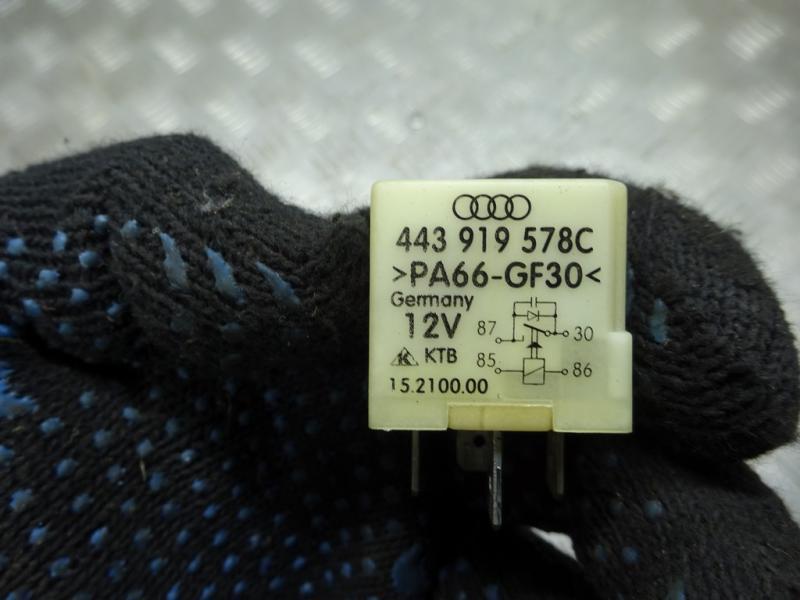 443 919 578C
>PA66-GF30<
Germany
12V
87 30
K KTB
85 86
15.2100.00